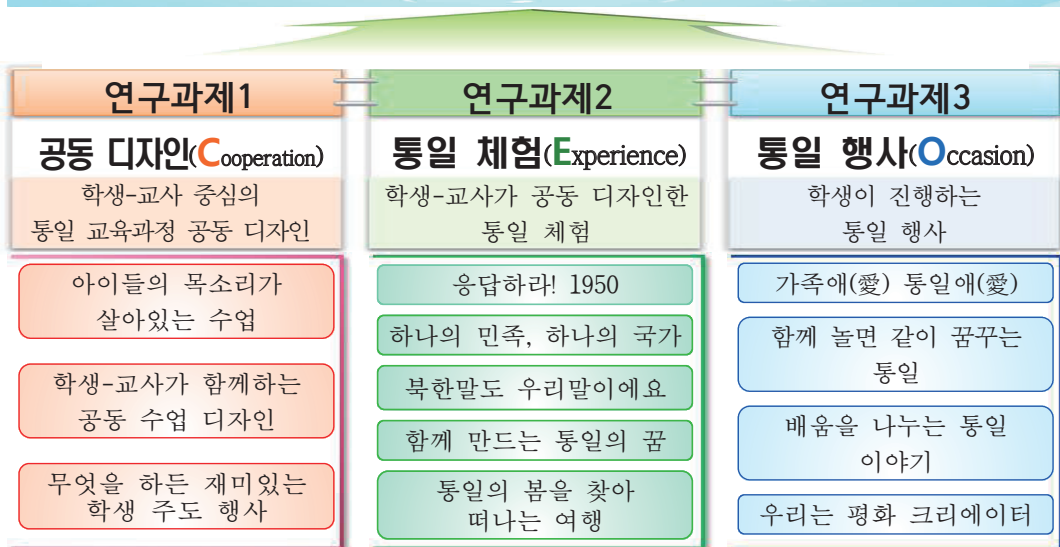 연구과제1
공동 디자인(Cooperation)
학생-교사 중심의
통일 교육과정 공동 디자인
아이들의 목소리가
살아있는 수업
학생-교사가 함께하는
공동 수업 디자인
무엇을 하든 재미있는
학생 주도 행사
연구과제2
통일 체험(Experience)
학생-교사가 공동 디자인한
통일 체험
응답하라! 1950
하나의 민족, 하나의 국가
북한말도 우리말이에요
함께 만드는 통일의 꿈
통일의 봄을 찾아
떠나는 여행
연구과제3
통일 행사(Occasion)
학생이 진행하는
통일 행사
가족애(愛) 통일애(愛)
함께 놀면 같이 꿈꾸는
통일
배움을 나누는 통일
이야기
우리는 평화 크리에이터